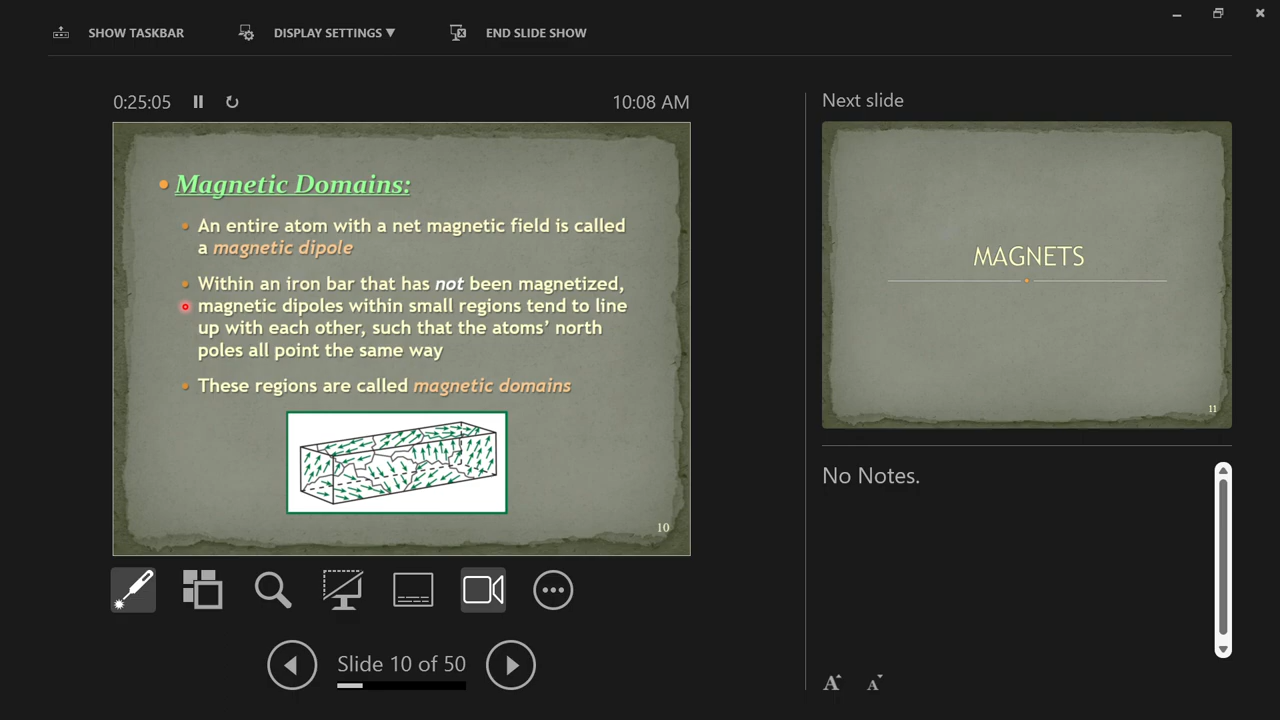 SHOW TASKBAR
DISPLAY SETTINGS ▼
END SLIDE SHOW
0:25:05
10:08 AM
Magnetic Domains:
• An entire atom with a net magnetic field is called
a magnetic dipole
• Within an iron bar that has not been magnetized,
magnetic dipoles within small regions tend to line
up with each other, such that the atoms’ north
poles all point the same way
• These regions are called magnetic domains
10
Slide 10 of 50
Next slide
MAGNETS
11
No Notes.
A A